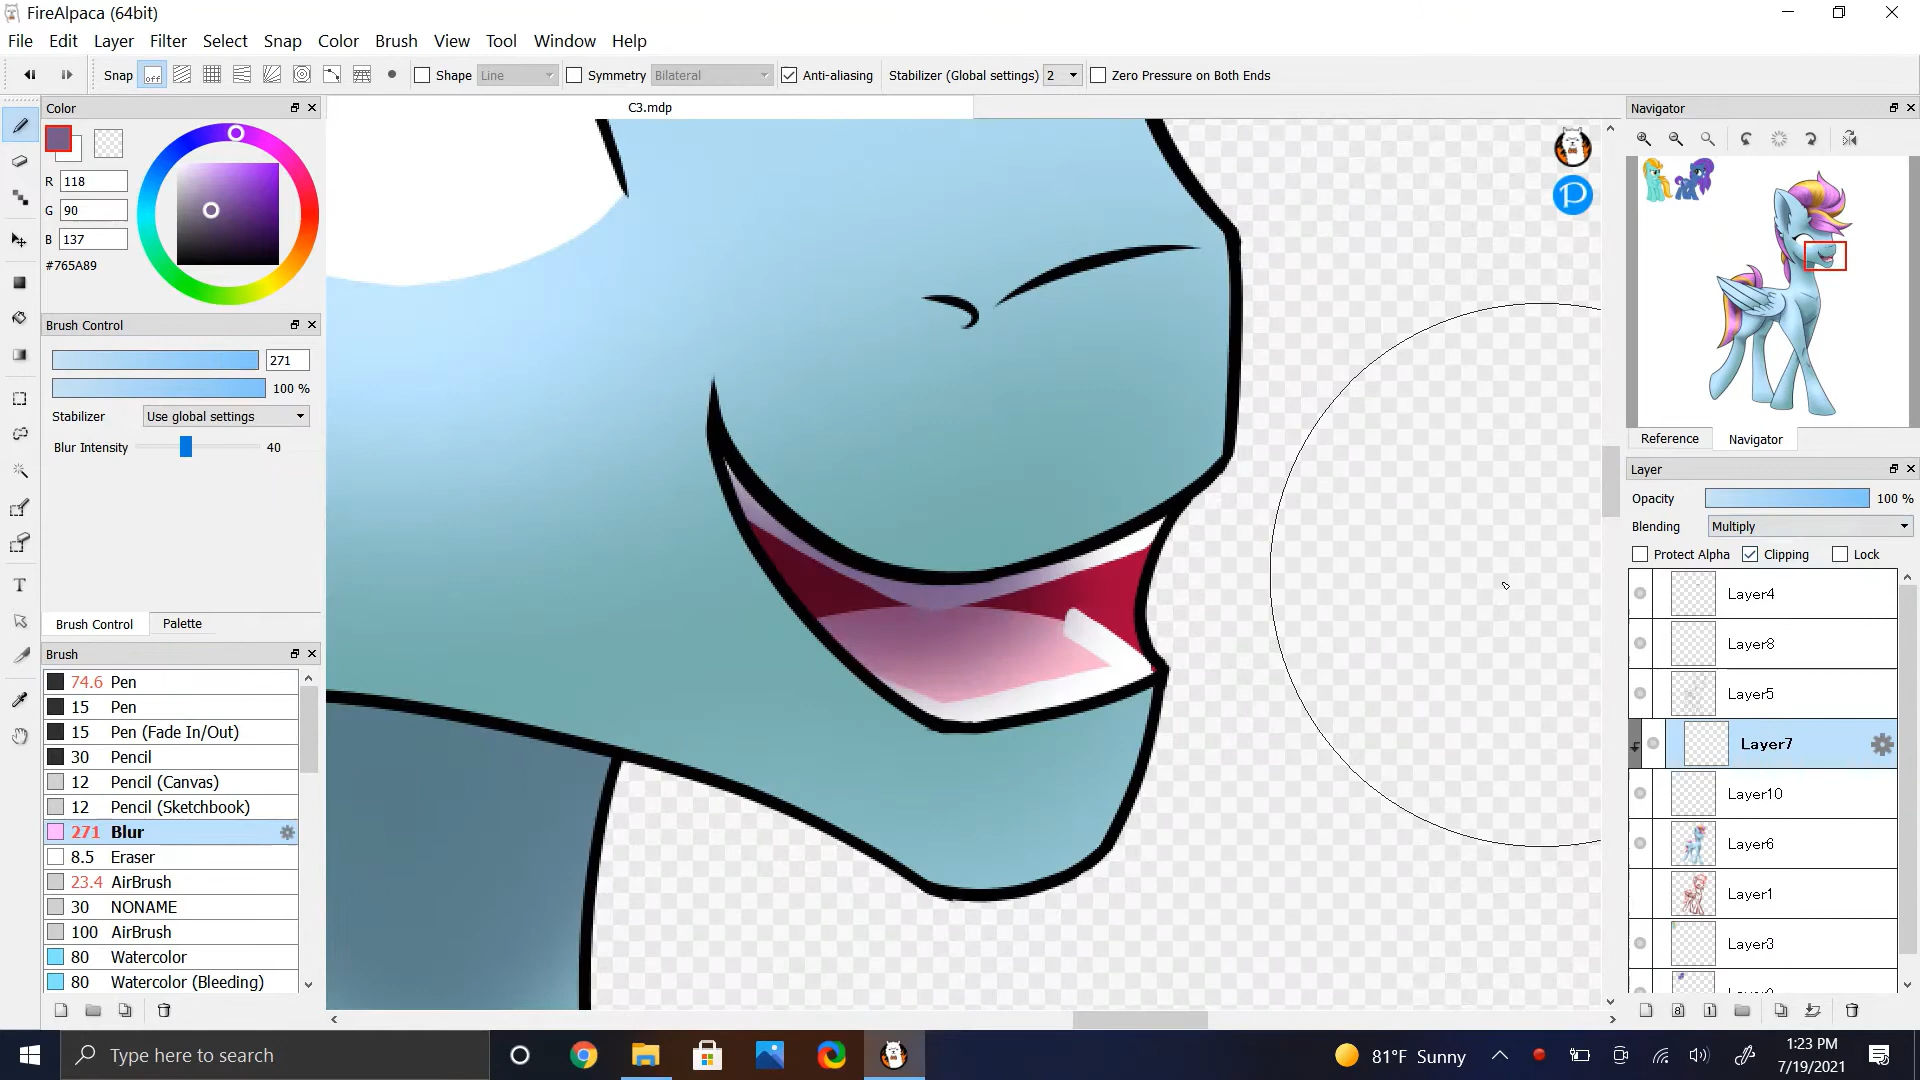 FireAlpaca (64bit)
File Edit Layer Filter Select Snap Color Brush View Tool Window Help
Snap off Shape Line Symmetry Bilateral Anti-aliasing Stabilizer (Global settings) 2 Zero Pressure on Both Ends
Color
R 118
G 90
B 137
#765A89
Brush Control
271
100 %
Stabilizer Use global settings
Blur Intensity 40
Brush Control Palette
Brush
74.6 Pen
15 Pen
15 Pen (Fade In/Out)
30 Pencil
12 Pencil (Canvas)
12 Pencil (Sketchbook)
271 Blur
8.5 Eraser
23.4 AirBrush
30 NONAME
100 AirBrush
80 Watercolor
80 Watercolor (Bleeding)
C3.mdp
Navigator
Reference Navigator
Layer
Opacity 100 %
Blending Multiply
Protect Alpha Clipping Lock
Layer4
Layer8
Layer5
Layer7
Layer10
Layer6
Layer1
Layer3
Type here to search
81°F Sunny
1:23 PM
7/19/2021